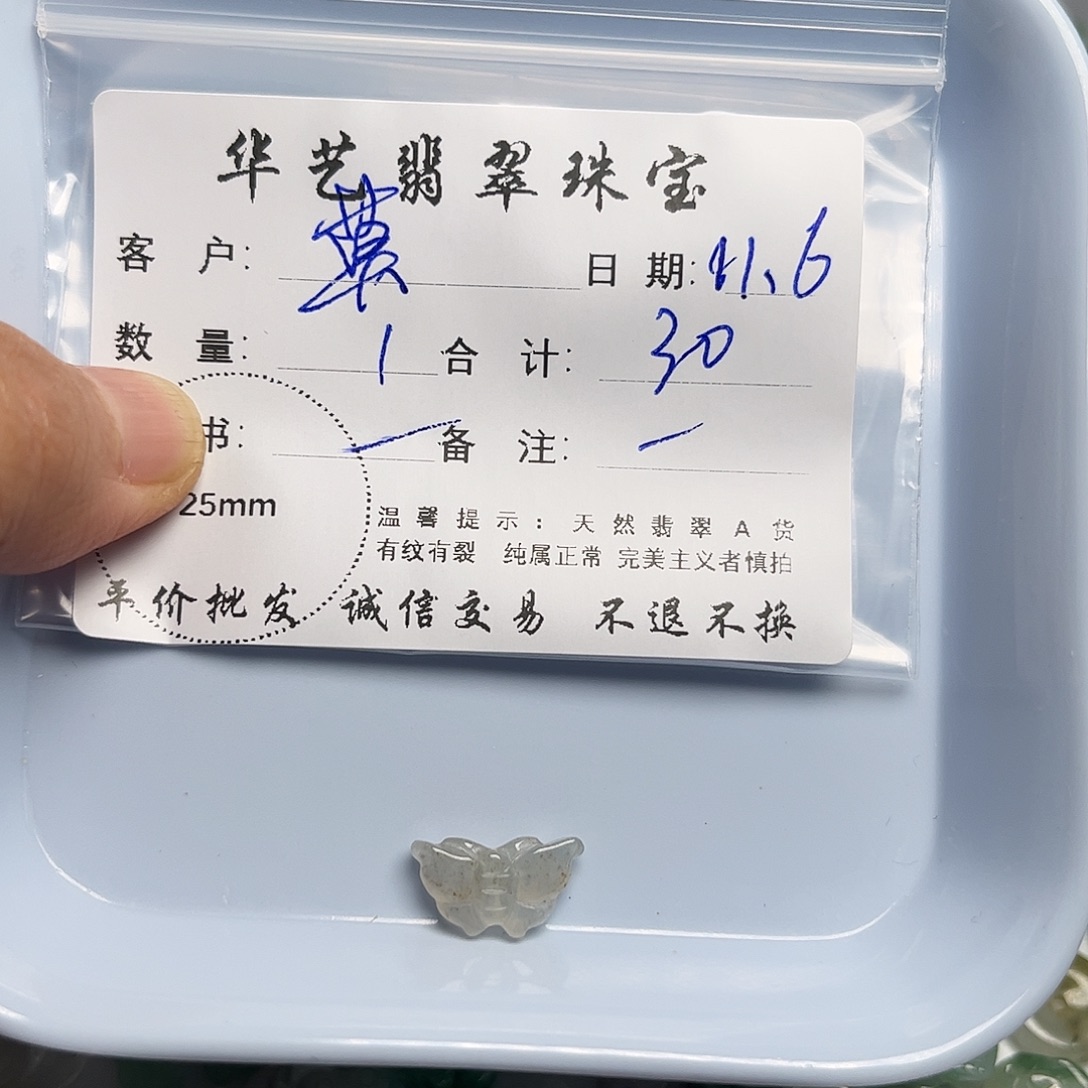 华艺翡翠珠宝
客 户: 莫 日 期: 11.6
数 量: 1 合 计: 30
书: 一 备 注: 一
25mm
温馨提示：天然翡翠A货
有纹有裂 纯属正常 完美主义者慎拍
平价批发 诚信交易 不退不换